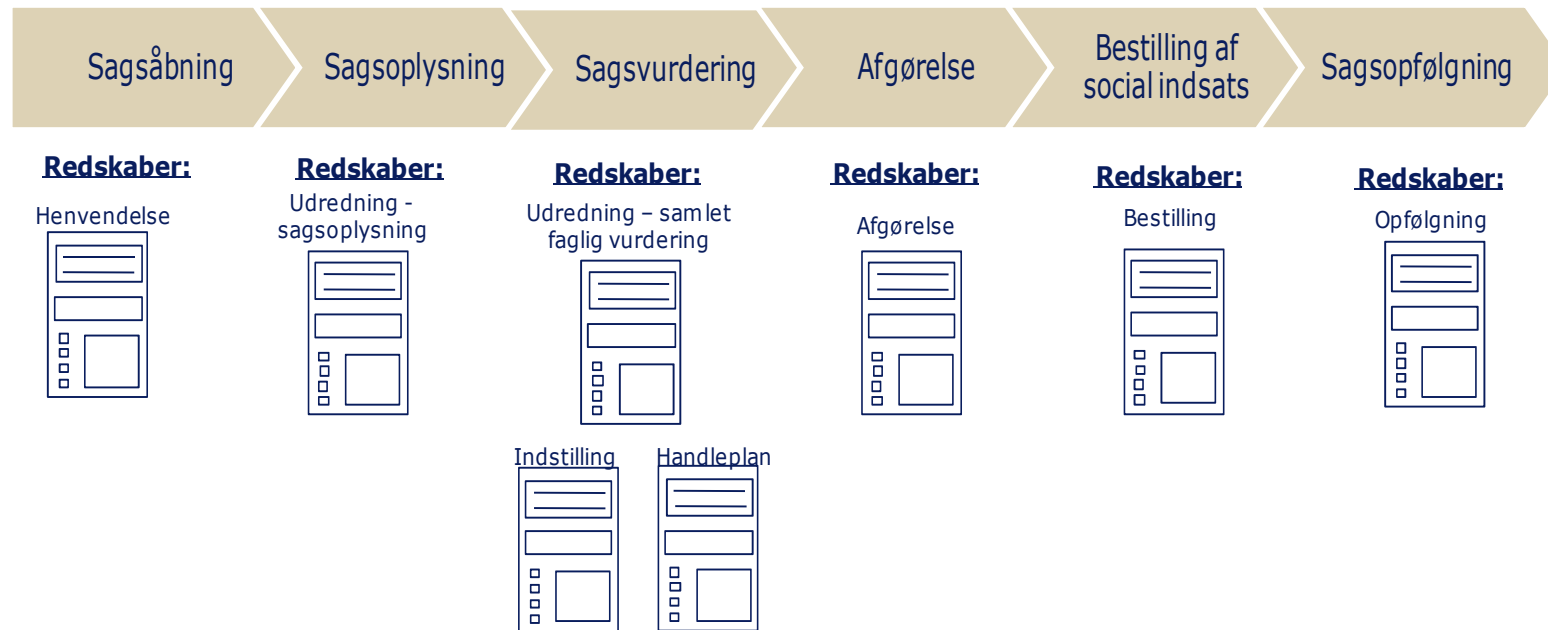 Sagsåbning
Sagsoplysning
Sagsvurdering
Afgørelse
Bestilling af
social indsats
Sagsopfølgning
Redskaber:
Henvendelse
Redskaber:
Udredning -
sagsoplysning
Redskaber:
Udredning – samlet
faglig vurdering
Indstilling
Handleplan
Redskaber:
Afgørelse
Redskaber:
Bestilling
Redskaber:
Opfølgning